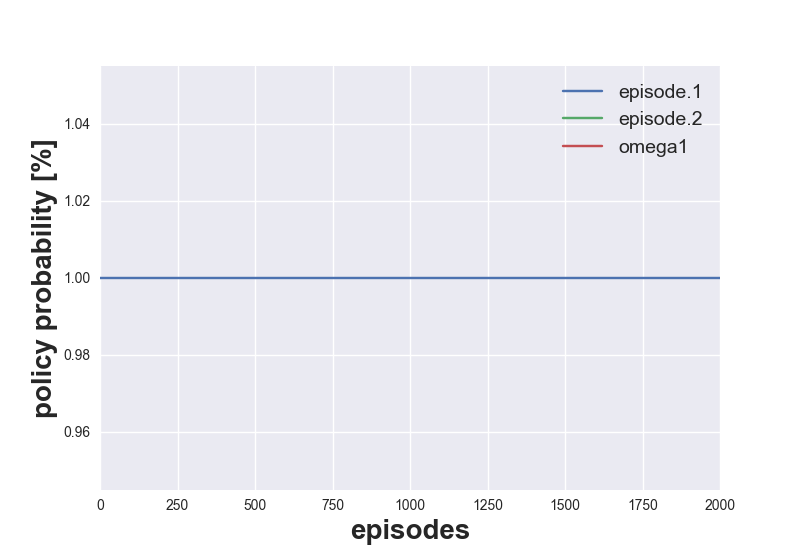 episode.1
episode.2
omega1
policy probability [%]
1.04
1.02
1.00
0.98
0.96
0 250 500 750 1000 1250 1500 1750 2000
episodes